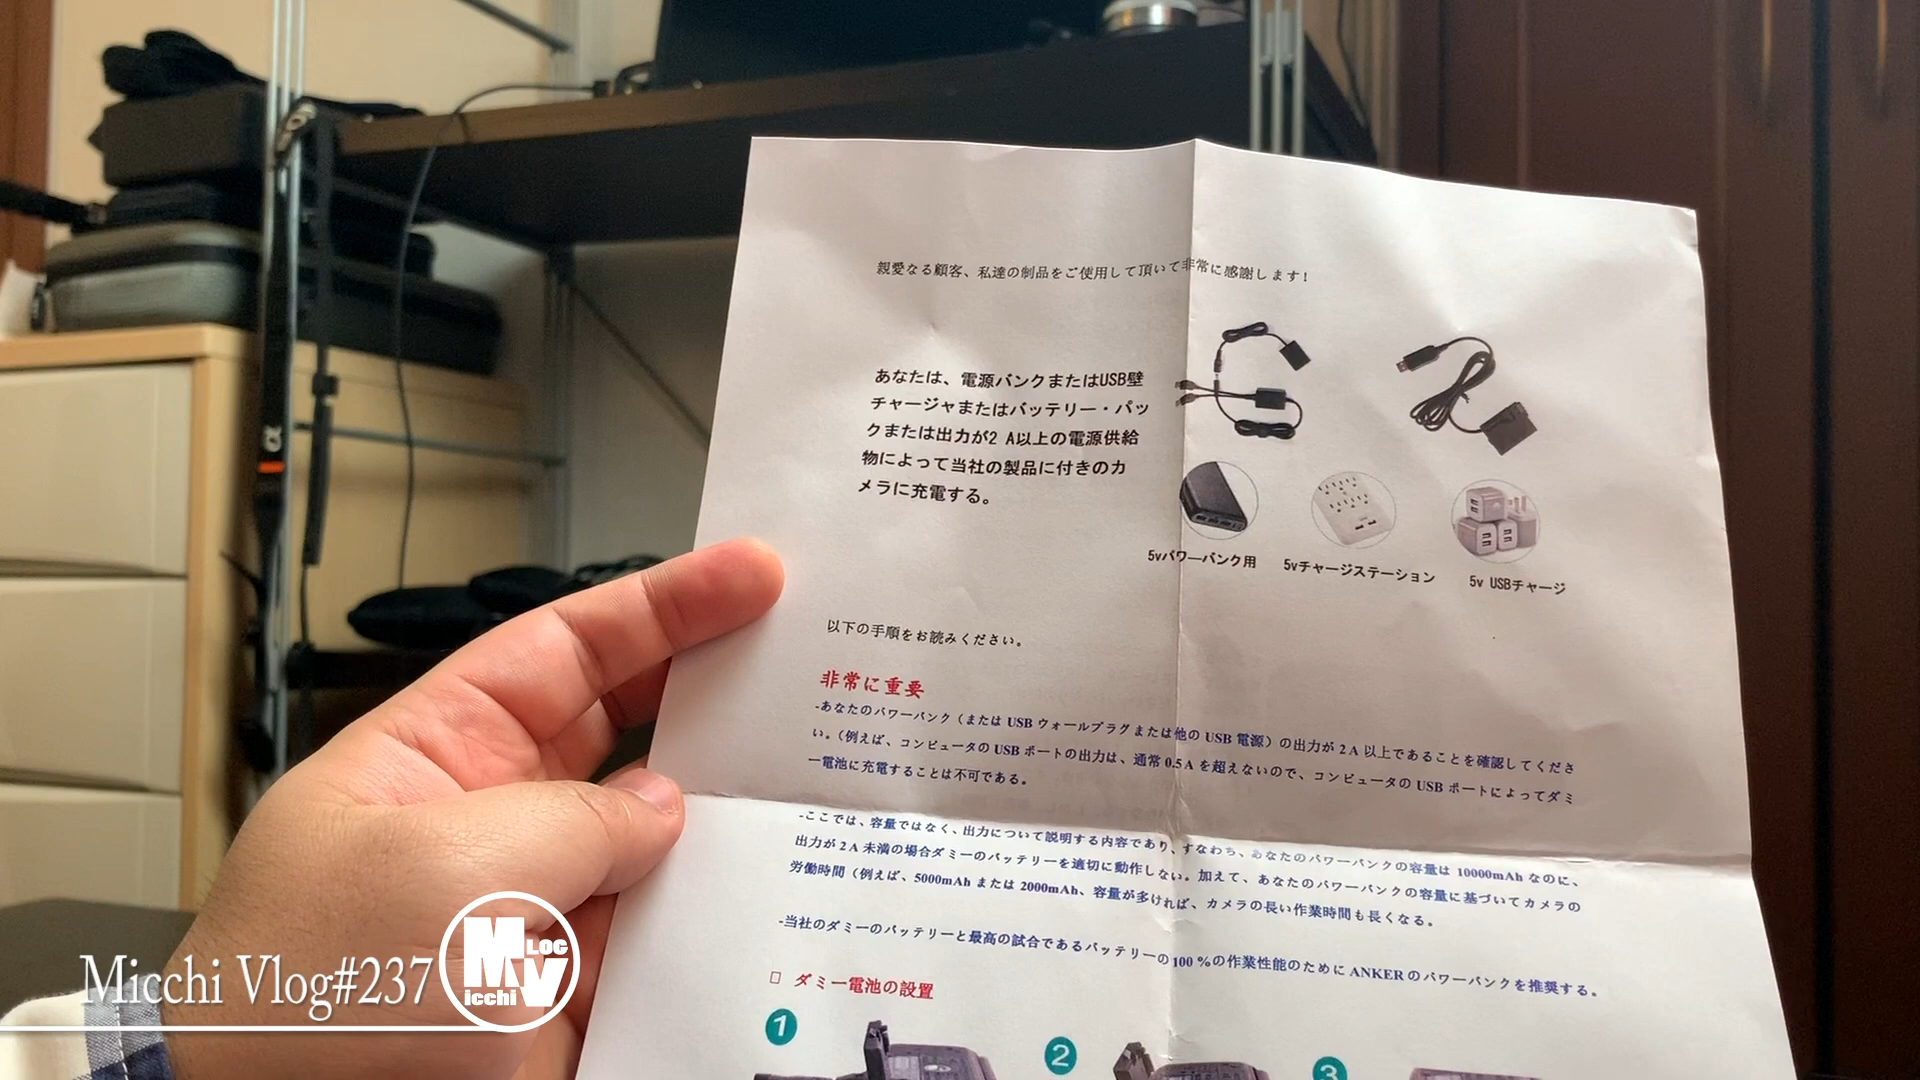 親愛なる顧客、私達の制品をご使用して頂いて非常に感謝します!
あなたは、電源バンクまたはUSB壁
チャージャまたはバッテリー・パッ
クまたは出力が2 A以上の電源供給
物によって当社の製品に付きのカ
メラに充電する。
5vパワーバンク用
5vチャージステーション
5v USBチャージ
以下の手順をお読みください。
非常に重要
-あなたのパワーバンク(または USB ウォールプラグまたは他の USB 電源)の出力が 2 A 以上であることを確認してくださ
い。(例えば、コンピュータの USB ポートの出力は、通常 0.5 A を超えないので、コンピュータの USB ポートによってダミ
ー電池に充電することは不可である。
-ここでは、容量ではなく、出力について説明する内容であり、すなわち、あなたのパワーバンクの容量は 10000mAh なのに、
出力が 2 A 未満の場合ダミーのバッテリーを適切に動作しない。加えて、あなたのパワーバンクの容量に基づいてカメラの
労働時間(例えば、5000mAh または 2000mAh、容量が多ければ、カメラの長い作業時間も長くなる。
-当社のダミーのバッテリーと最高の試合であるバッテリーの 100 %の作業性能のために ANKER のパワーバンクを推奨する。
□ ダミー電池の設置
1
2
3
α
Micchi Vlog#237
M LOG
icchi V